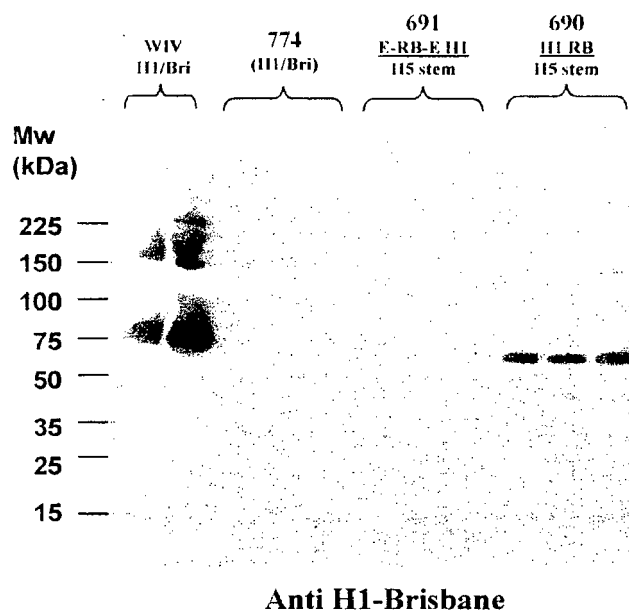 WIV
H1/Bri
774
(H1/Bri)
691
E-RB-E H1
H5 stem
690
H1 RB
H5 stem
Mw
(kDa)
225
150
100
75
50
35
25
15
Anti H1-Brisbane